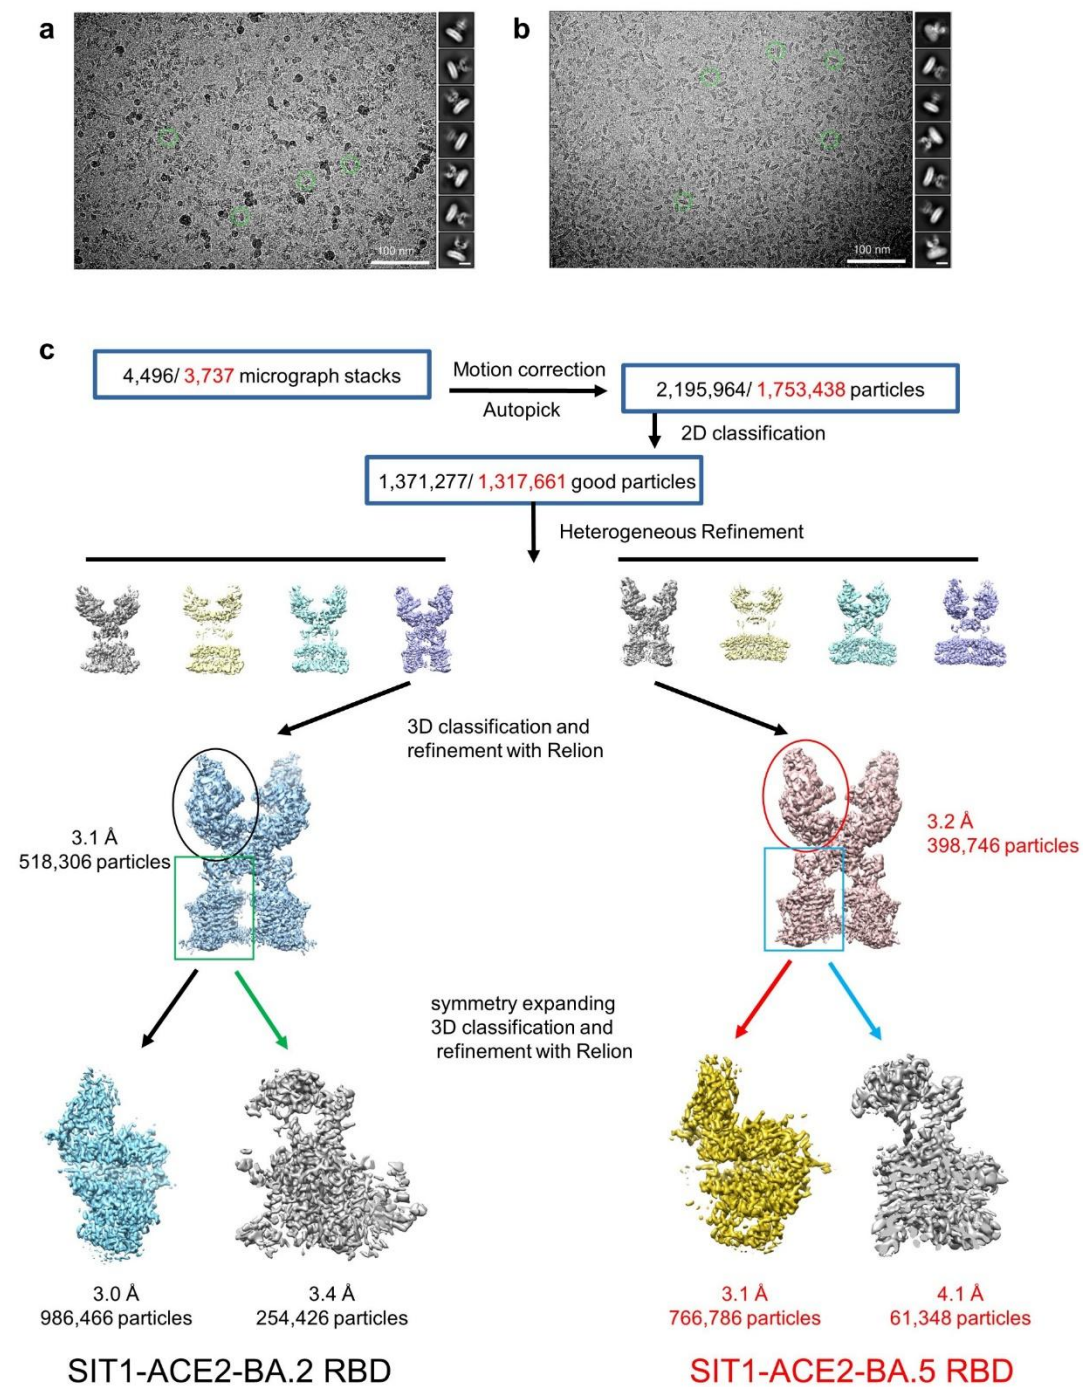 a
b
100 nm
100 nm
c
4,496/ 3,737 micrograph stacks
Motion correction
Autopick
2,195,964/ 1,753,438 particles
2D classification
1,371,277/ 1,317,661 good particles
Heterogeneous Refinement
3D classification and
refinement with Relion
3.1 Å
518,306 particles
3.2 Å
398,746 particles
symmetry expanding
3D classification and
refinement with Relion
3.0 Å
986,466 particles
3.4 Å
254,426 particles
3.1 Å
766,786 particles
4.1 Å
61,348 particles
SIT1-ACE2-BA.2 RBD
SIT1-ACE2-BA.5 RBD